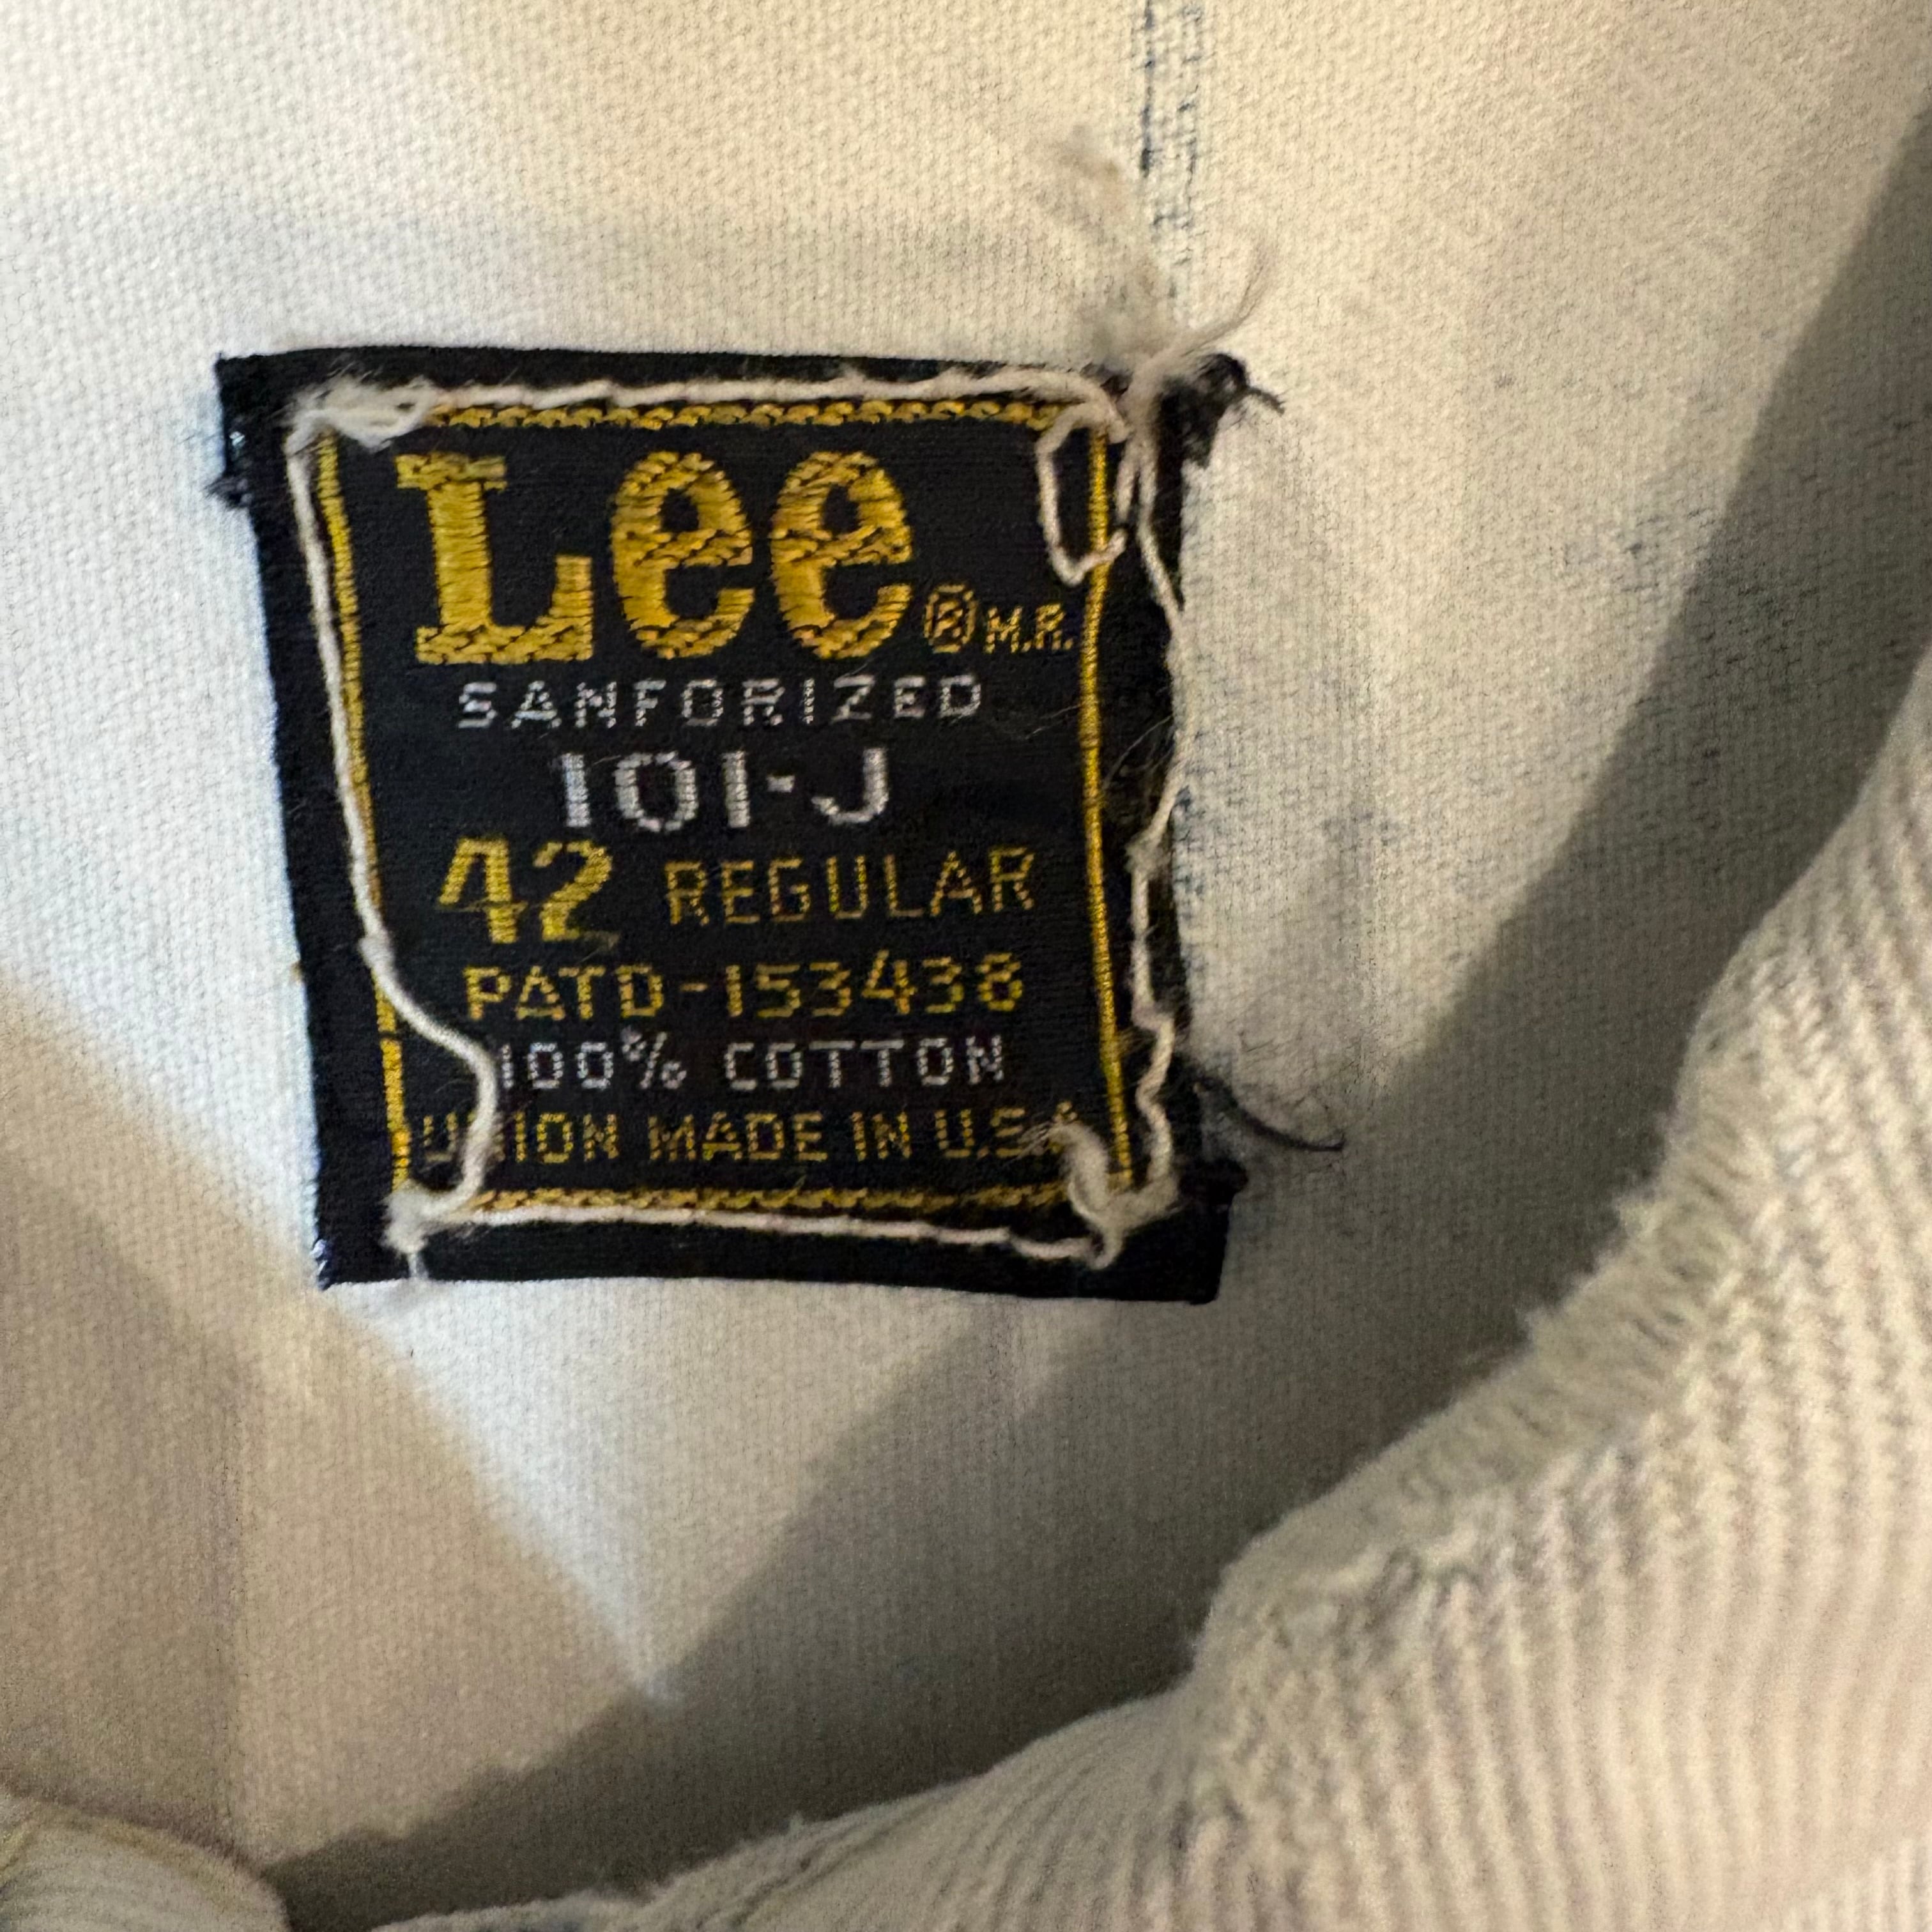 Lee ® M.R.
SANFORIZED
101-J
42 REGULAR
PATD-153438
100% COTTON
UNION MADE IN U.S.A